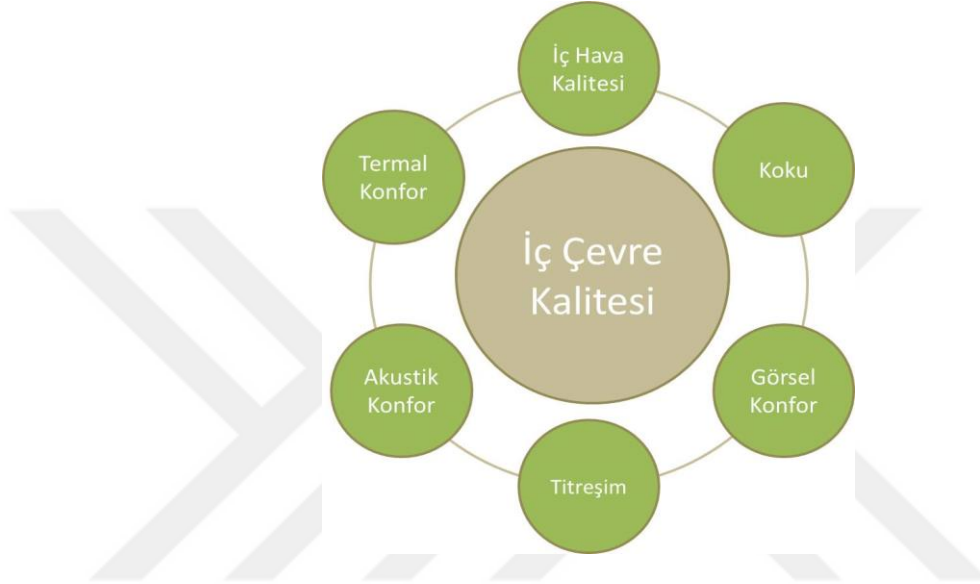 İç Hava
Kalitesi
Koku
Görsel
Konfor
Titreşim
Akustik
Konfor
Termal
Konfor
İç Çevre
Kalitesi